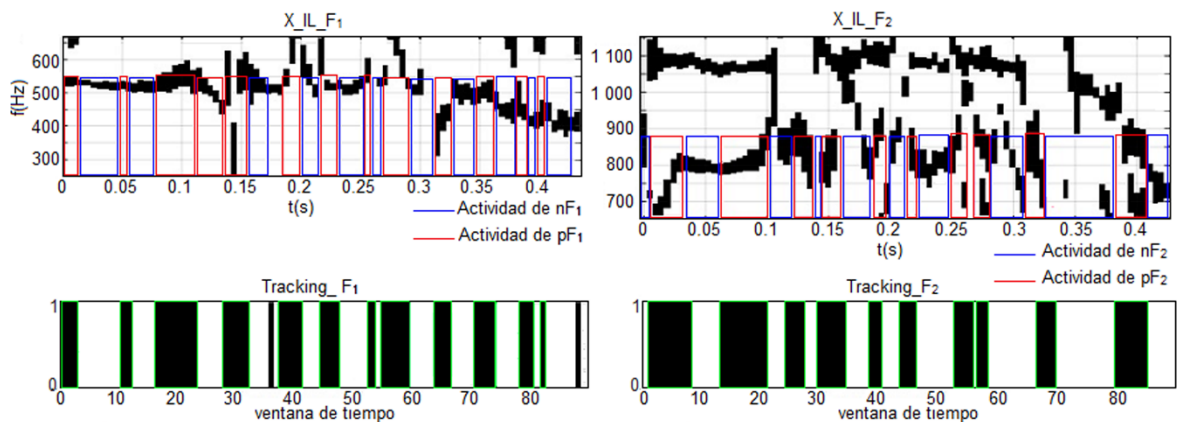 X_IL_F₁
f(Hz)
600
500
400
300
0 0.05 0.1 0.15 0.2 0.25 0.3 0.35 0.4
t(s)
Actividad de nF₁
Actividad de pF₁
X_IL_F₂
1 100
1 000
900
800
700
0 0.05 0.1 0.15 0.2 0.25 0.3 0.35 0.4
t(s)
Actividad de nF₂
Actividad de pF₂
Tracking_ F₁
1
0
0 10 20 30 40 50 60 70 80
ventana de tiempo
Tracking_F₂
1
0
0 10 20 30 40 50 60 70 80
ventana de tiempo